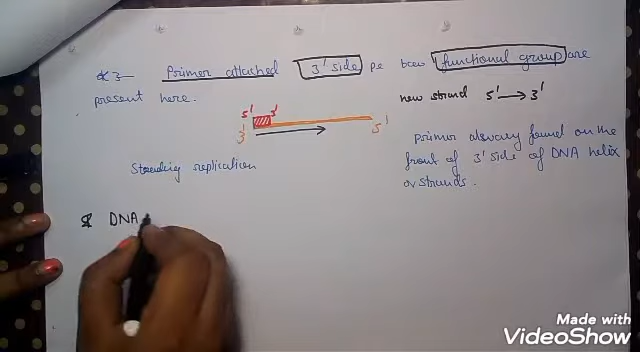 3— Primer attached 3' side pe bcw functional group are
present here.
new strand 5' → 3'
5' 3'
3' 5'
Primer always found on the
front of 3' side of DNA helix
or strands.
replication
DNA
Made with
VideoShow